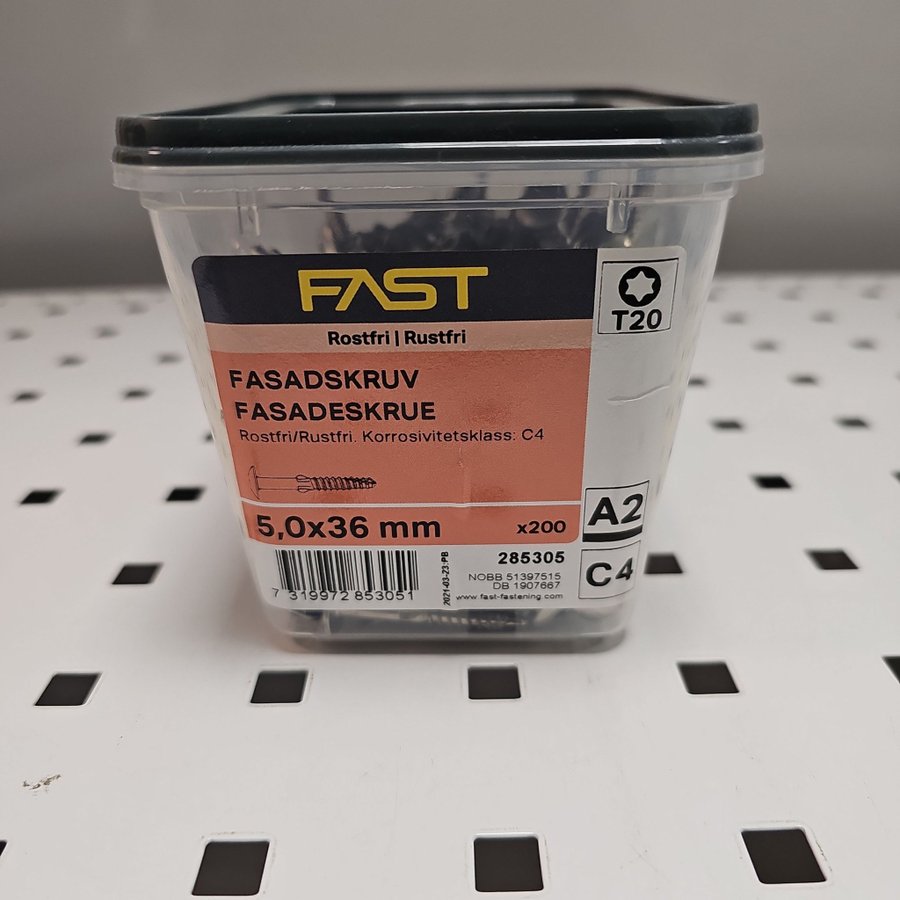 FAST
T20
Rostfri | Rustfri
FASADSKRUV
FASADESKRUE
Rostfri/Rustfri. Korrosivitetsklass: C4
5,0x36 mm
x200
A2
C4
285305
NOBB 51397515
DB 1907667
www.fast-fastening.com
2021-03-23:PB
7 319972 853051